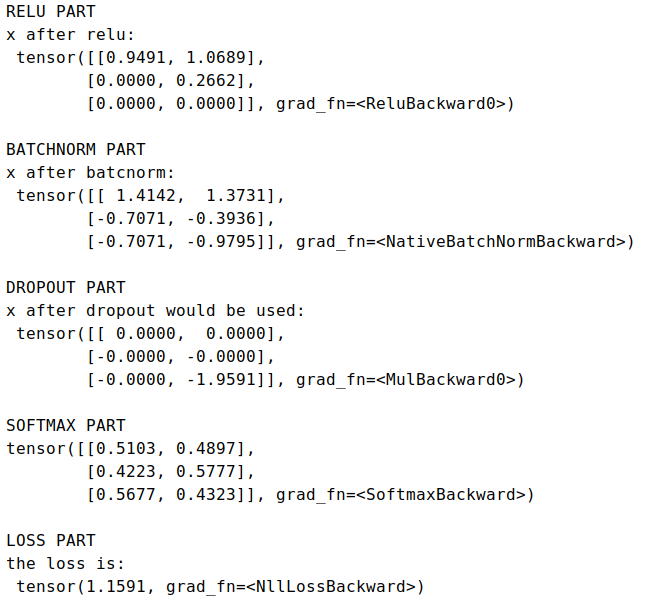 RELU PART
x after relu:
 tensor([[0.9491, 1.0689],
        [0.0000, 0.2662],
        [0.0000, 0.0000]], grad_fn=<ReluBackward0>)

BATCHNORM PART
x after batcnorm:
 tensor([[ 1.4142,  1.3731],
        [-0.7071, -0.3936],
        [-0.7071, -0.9795]], grad_fn=<NativeBatchNormBackward>)

DROPOUT PART
x after dropout would be used:
 tensor([[ 0.0000,  0.0000],
        [-0.0000, -0.0000],
        [-0.0000, -1.9591]], grad_fn=<MulBackward0>)

SOFTMAX PART
tensor([[0.5103, 0.4897],
        [0.4223, 0.5777],
        [0.5677, 0.4323]], grad_fn=<SoftmaxBackward>)

LOSS PART
the loss is:
 tensor(1.1591, grad_fn=<NllLossBackward>)